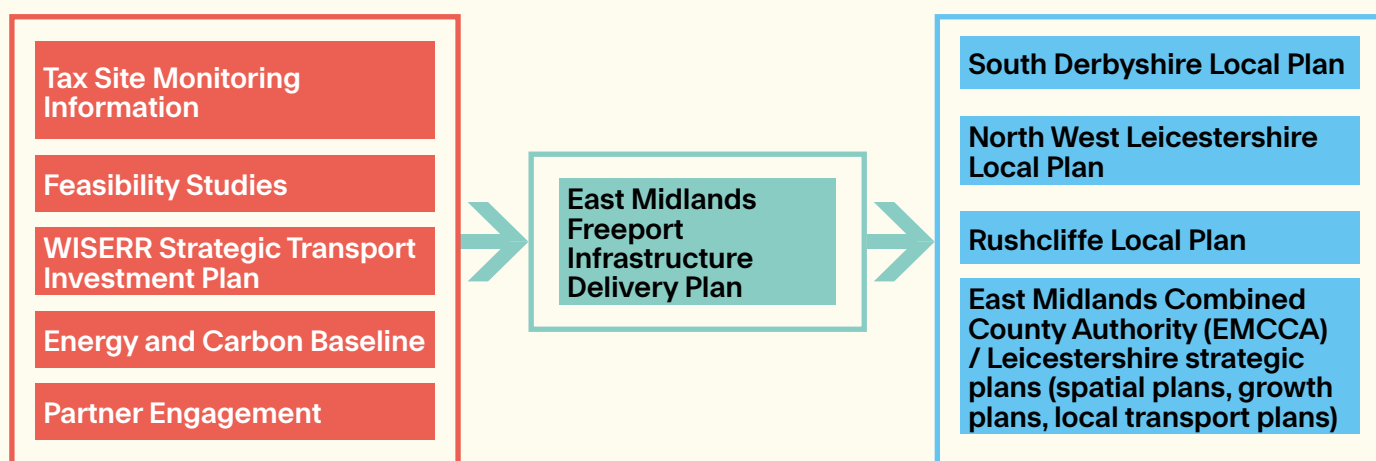 Tax Site Monitoring
Information
Feasibility Studies
WISERR Strategic Transport
Investment Plan
Energy and Carbon Baseline
Partner Engagement
East Midlands
Freeport
Infrastructure
Delivery Plan
South Derbyshire Local Plan
North West Leicestershire
Local Plan
Rushcliffe Local Plan
East Midlands Combined
County Authority (EMCCA)
/ Leicestershire strategic
plans (spatial plans, growth
plans, local transport plans)